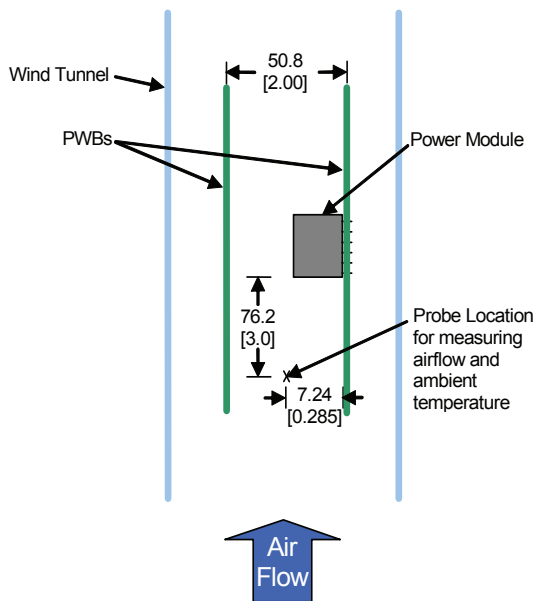 50.8
[2.00]
Wind Tunnel
PWBs
Power Module
76.2
[3.0]
Probe Location
for measuring
airflow and
ambient
temperature
x
7.24
[0.285]
Air
Flow